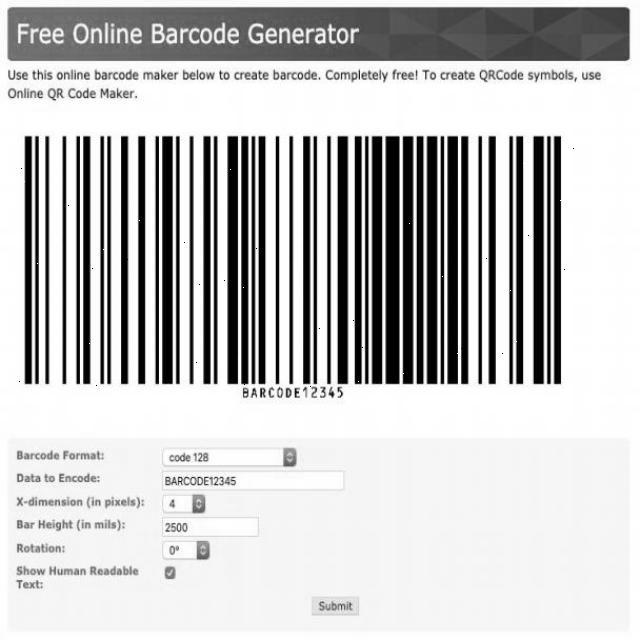 Free Online Barcode Generator
Use this online barcode maker below to create barcode. Completely free! To create QRCode symbols, use
Online QR Code Maker.
BARCODE12345
Barcode Format: code 128
Data to Encode: BARCODE12345
X-dimension (in pixels): 4
Bar Height (in mils): 2500
Rotation: 0°
Show Human Readable
Text:
Submit